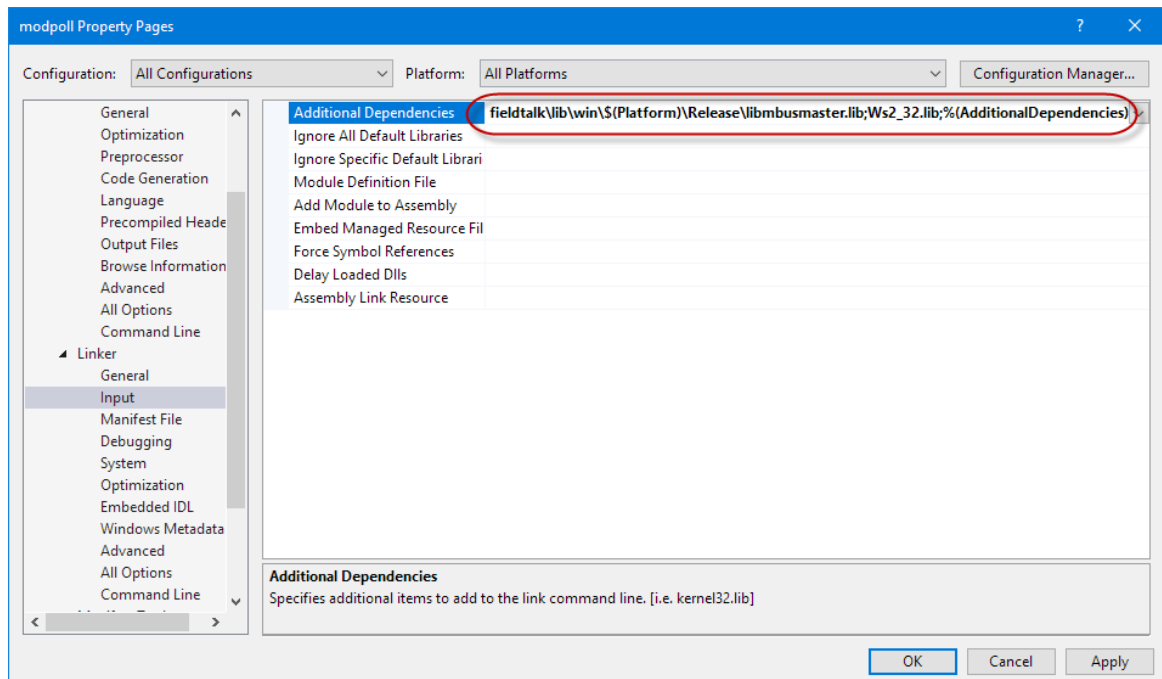 modpoll Property Pages
Configuration: All Configurations Platform: All Platforms Configuration Manager...
General
Optimization
Preprocessor
Code Generation
Language
Precompiled Heade
Output Files
Browse Information
Advanced
All Options
Command Line
Linker
General
Input
Manifest File
Debugging
System
Optimization
Embedded IDL
Windows Metadata
Advanced
All Options
Command Line
Additional Dependencies fieldtalk\lib\win\$(Platform)\Release\libmbusmaster.lib;Ws2_32.lib;%(AdditionalDependencies)
Ignore All Default Libraries
Ignore Specific Default Librari
Module Definition File
Add Module to Assembly
Embed Managed Resource Fil
Force Symbol References
Delay Loaded Dlls
Assembly Link Resource
Additional Dependencies
Specifies additional items to add to the link command line. [i.e. kernel32.lib]
OK Cancel Apply